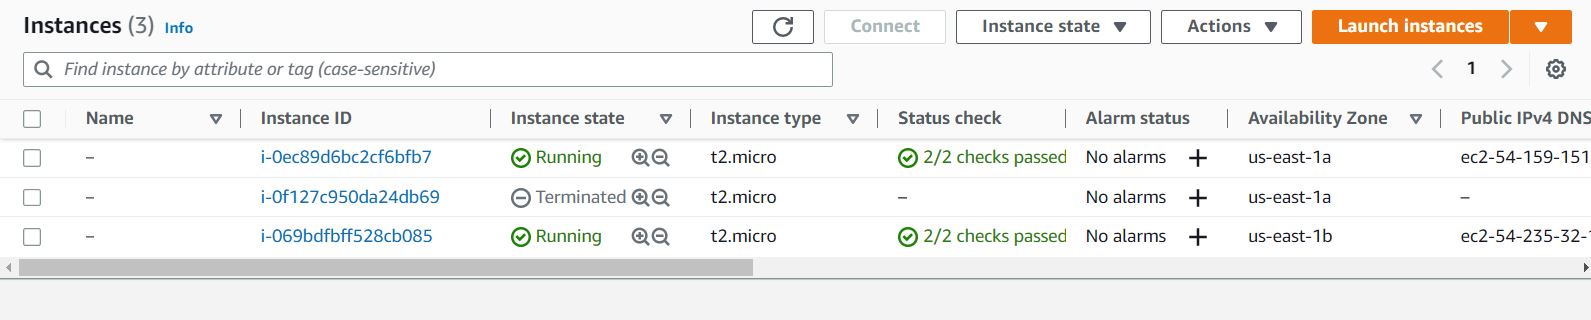 Instances (3) Info Connect Instance state Actions Launch instances
Find instance by attribute or tag (case-sensitive) 1
Name Instance ID Instance state Instance type Status check Alarm status Availability Zone Public IPv4 DNS
– i-0ec89d6bc2cf6bfb7 Running t2.micro 2/2 checks passed No alarms + us-east-1a ec2-54-159-151
– i-0f127c950da24db69 Terminated t2.micro – No alarms + us-east-1a –
– i-069bdfbff528cb085 Running t2.micro 2/2 checks passed No alarms + us-east-1b ec2-54-235-32-1